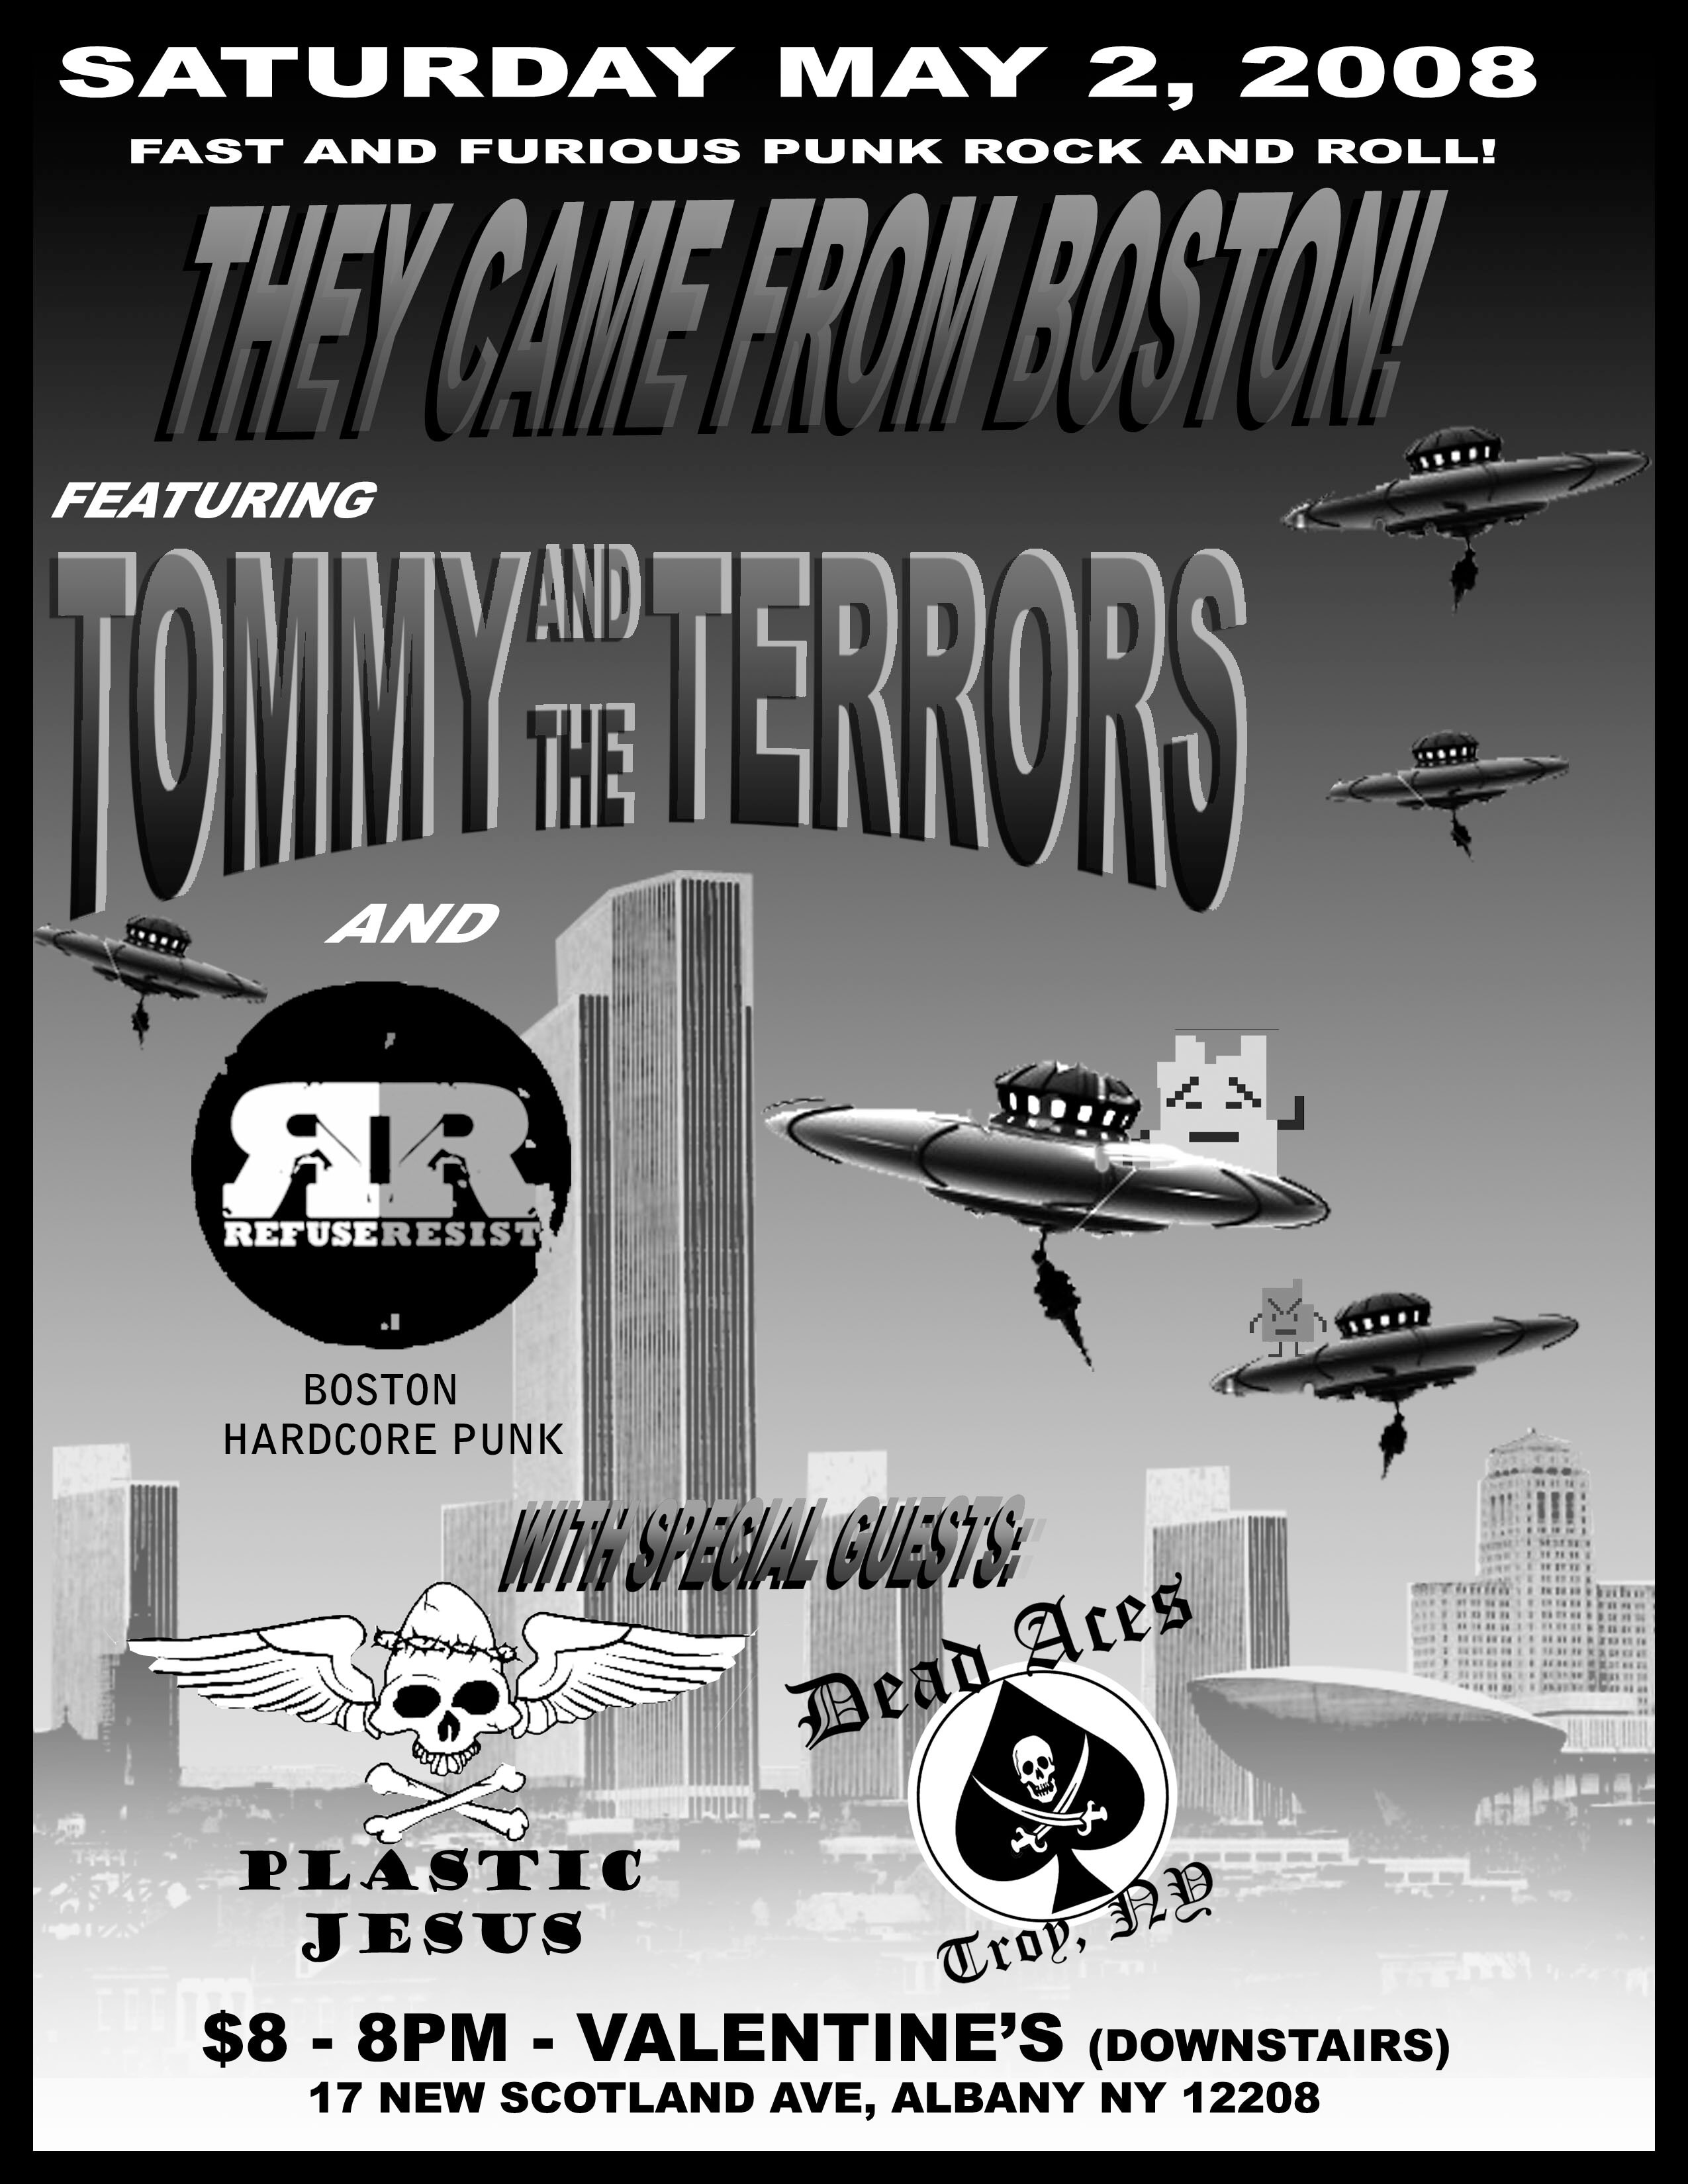 SATURDAY MAY 2, 2008
FAST AND FURIOUS PUNK ROCK AND ROLL!
THEY CAME FROM BOSTON!
FEATURING
TOMMY AND THE TERRORS
AND
RR
REFUSERESIST
BOSTON
HARDCORE PUNK
WITH SPECIAL GUESTS:
PLASTIC
JESUS
Dead Aces
Troy, NY
$8 - 8PM - VALENTINE'S (DOWNSTAIRS)
17 NEW SCOTLAND AVE, ALBANY NY 12208